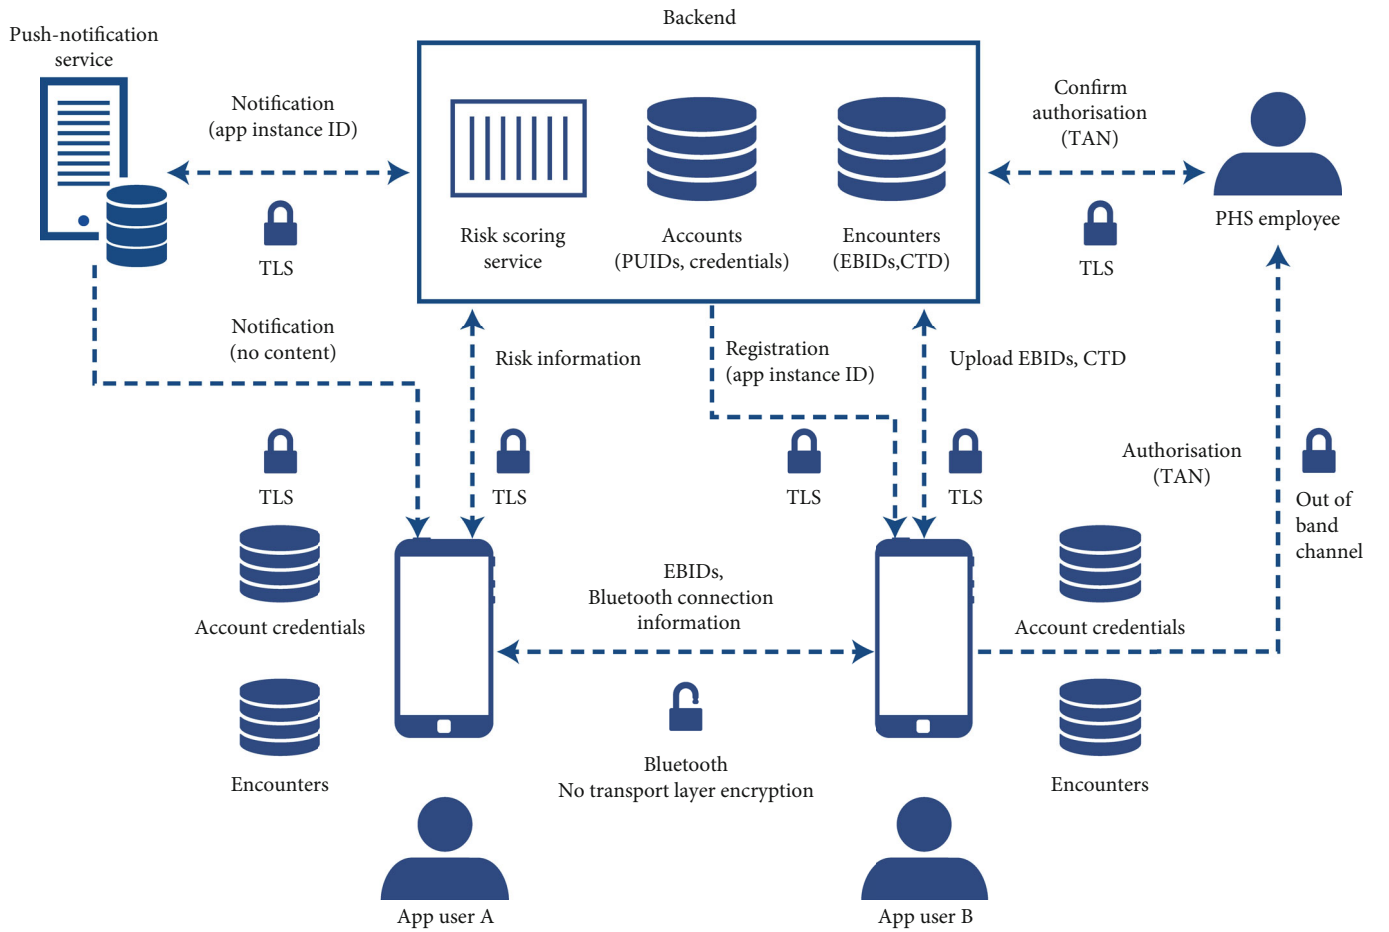 Backend
Push-notification
service
Notification
(app instance ID)
TLS
Risk scoring
service
Accounts
(PUIDs, credentials)
Encounters
(EBIDs,CTD)
Confirm
authorisation
(TAN)
TLS
PHS employee
Notification
(no content)
TLS
Risk information
TLS
Registration
(app instance ID)
TLS
Upload EBIDs, CTD
TLS
Authorisation
(TAN)
Out of
band
channel
Account credentials
Encounters
EBIDs,
Bluetooth connection
information
Bluetooth
No transport layer encryption
Account credentials
Encounters
App user A
App user B